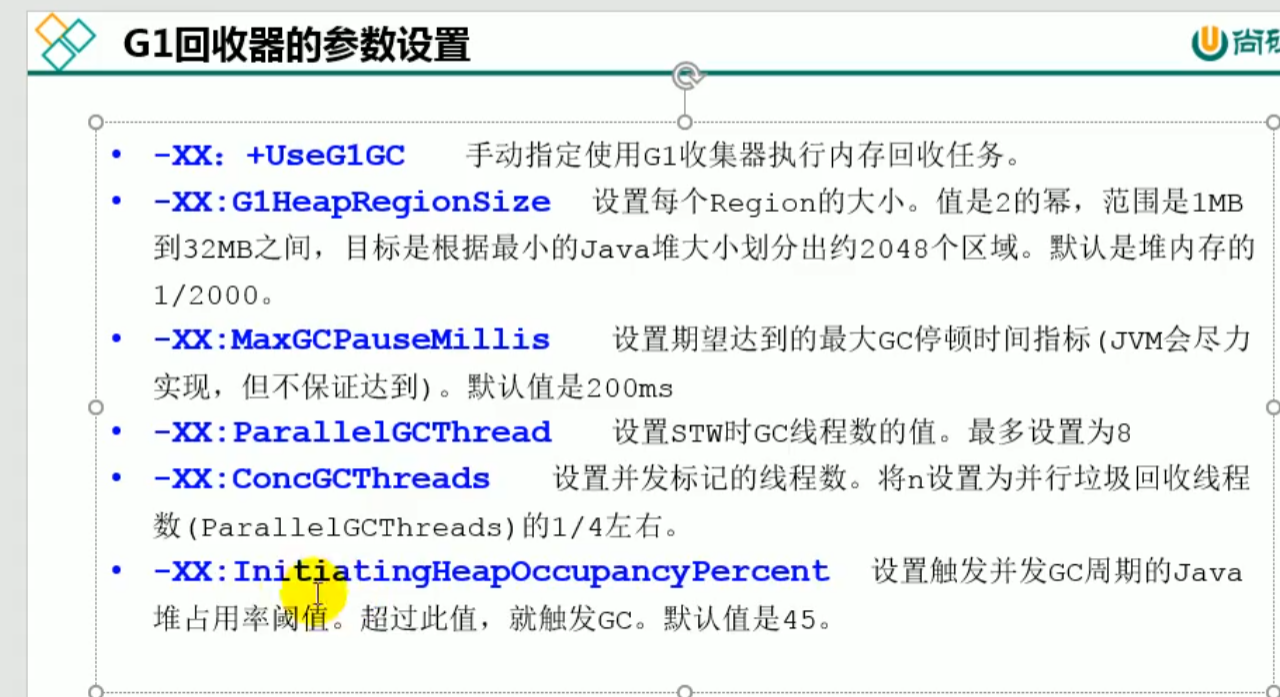 G1回收器的参数设置
尚
• -XX：+UseG1GC 手动指定使用G1收集器执行内存回收任务。
• -XX:G1HeapRegionSize 设置每个Region的大小。值是2的幂，范围是1MB
到32MB之间，目标是根据最小的Java堆大小划分出约2048个区域。默认是堆内存的
1/2000。
• -XX:MaxGCPauseMillis 设置期望达到的最大GC停顿时间指标(JVM会尽力
实现，但不保证达到)。默认值是200ms
• -XX:ParallelGCThread 设置STW时GC线程数的值。最多设置为8
• -XX:ConcGCThreads 设置并发标记的线程数。将n设置为并行垃圾回收线程
数(ParallelGCThreads)的1/4左右。
• -XX:InitiatingHeapOccupancyPercent 设置触发并发GC周期的Java
堆占用率阈值。超过此值，就触发GC。默认值是45。